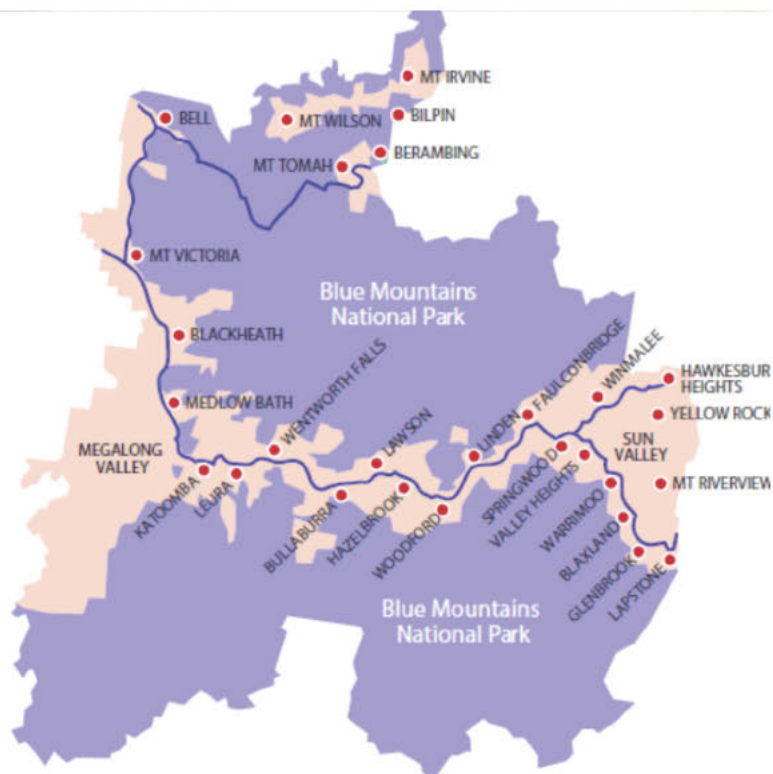 MT IRVINE
BELL
MT WILSON
BILPIN
BERAMBING
MT TOMAH
MT VICTORIA
Blue Mountains
National Park
BLACKHEATH
WENTWORTH FALLS
FAULCONBRIDGE
WINMALEE
HAWKESBUR
HEIGHTS
MEDLOW BATH
LAWSON
LINDEN
YELLOW ROCK
MEGALONG
VALLEY
SUN
VALLEY
KATOOMBA
LEURA
BULLABURRA
HAZELBROOK
WOODFORD
SPRINGWOOD
VALLEY HEIGHTS
WARRIMOO
BLAXLAND
GLENBROOK
LAPSTONE
MT RIVERVIEW
Blue Mountains
National Park